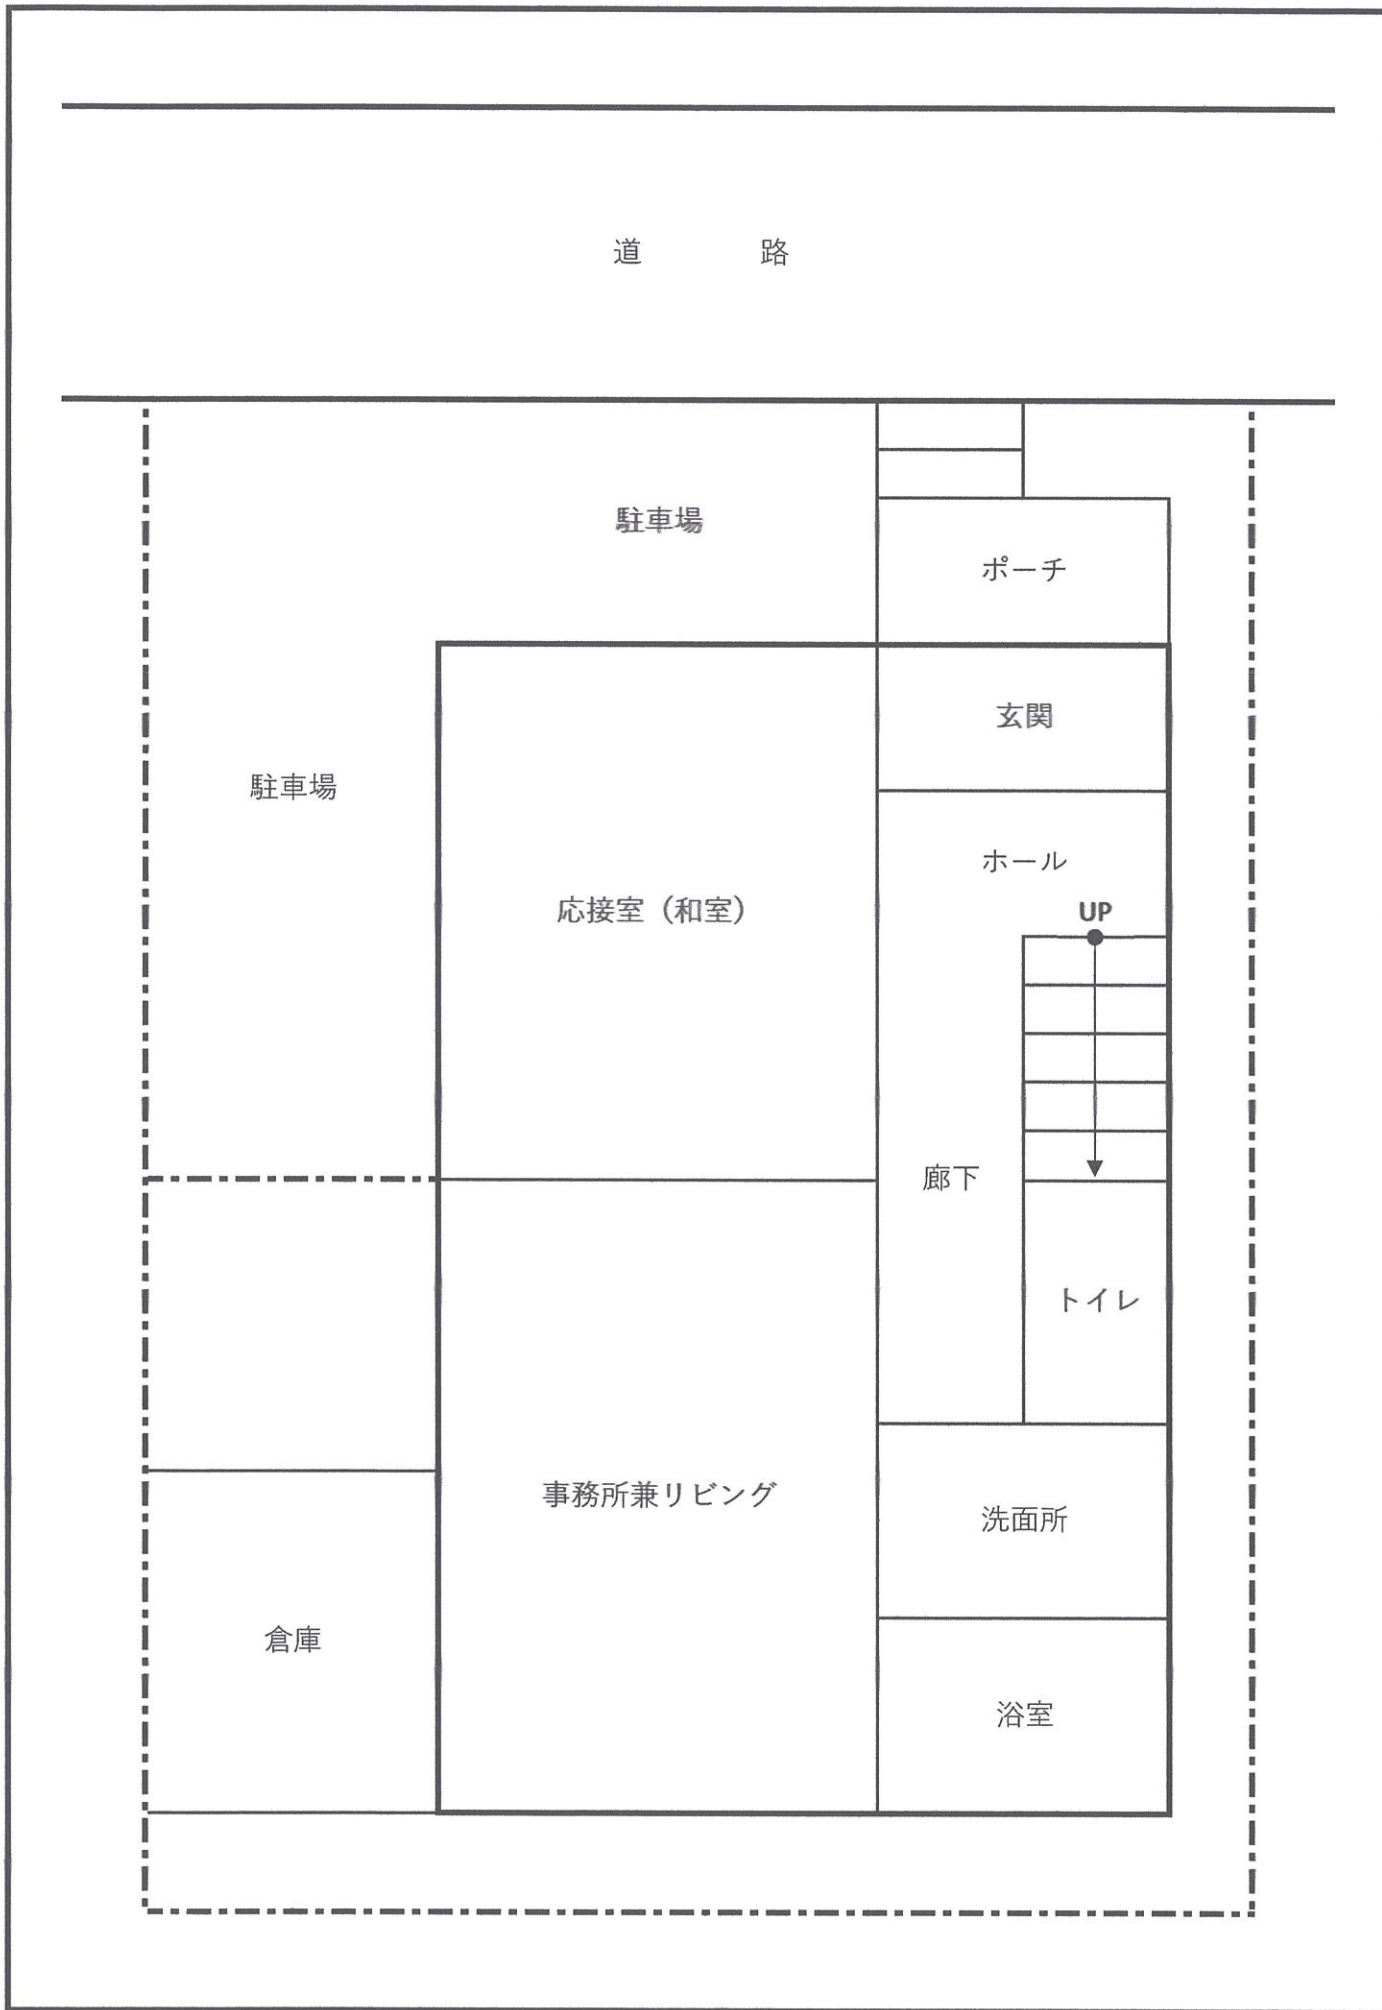 道　　　路
駐車場
ポーチ
玄関
駐車場
ホール
応接室（和室）
UP
廊下
トイレ
事務所兼リビング
洗面所
倉庫
浴室